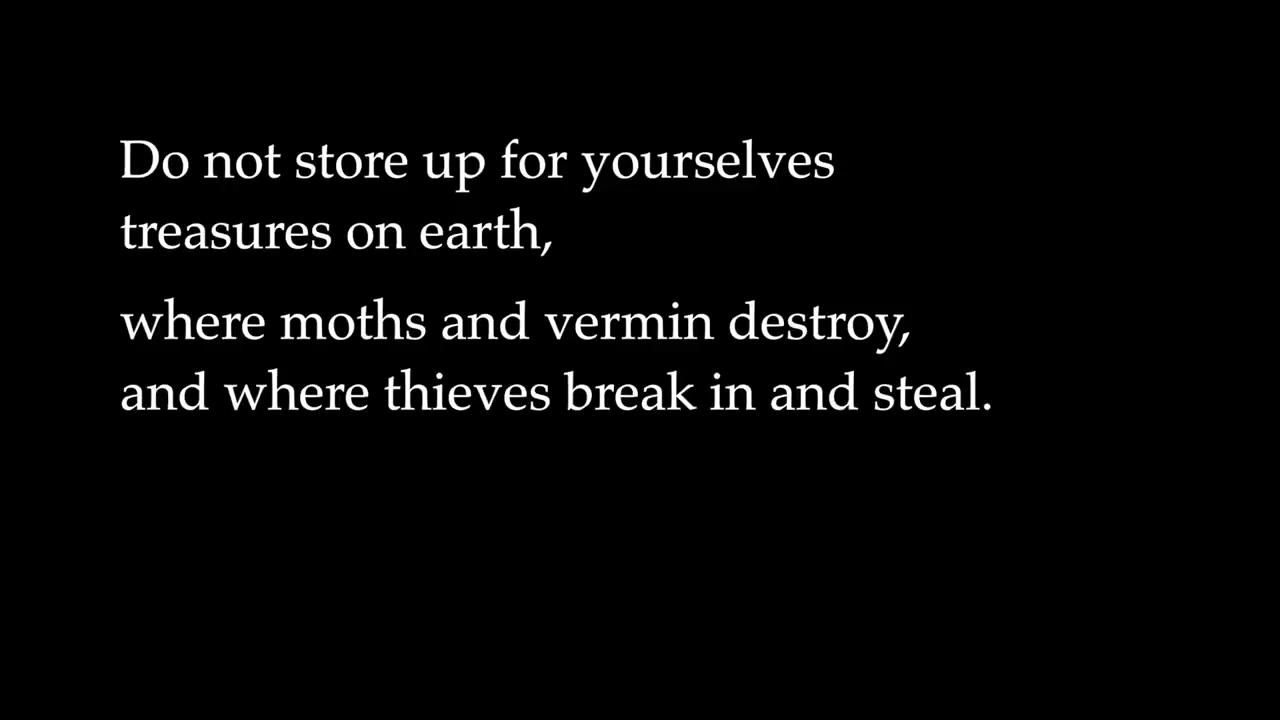 Do not store up for yourselves
treasures on earth,
where moths and vermin destroy,
and where thieves break in and steal.